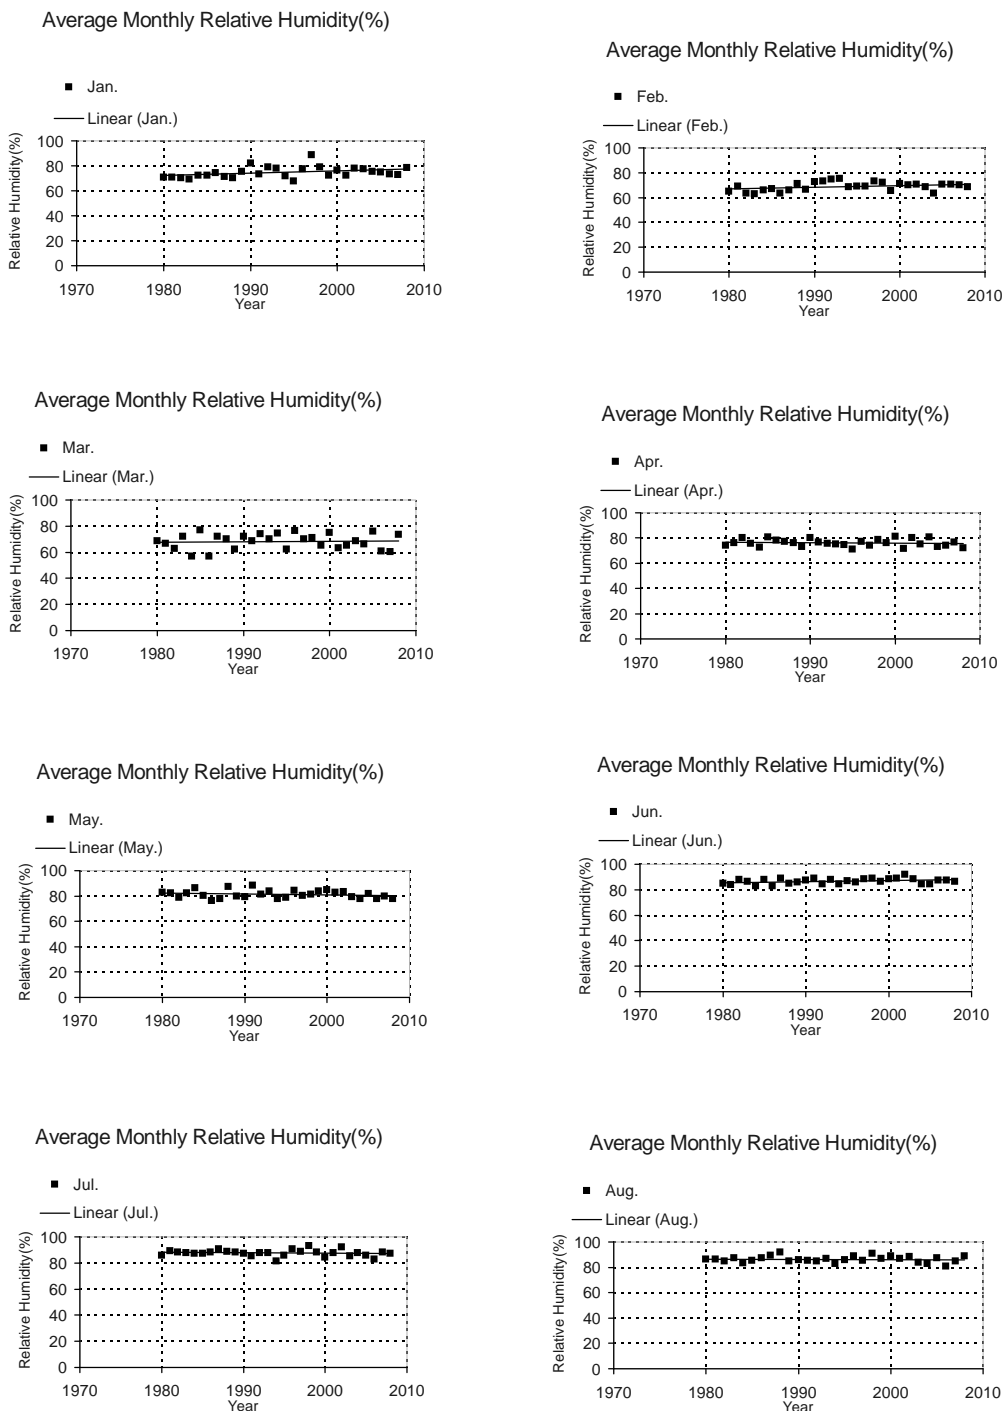 Average Monthly Relative Humidity(%)
Jan.
Linear (Jan.)
Relative Humidity(%)
100
80
60
40
20
0
1970 1980 1990 2000 2010
Year
Average Monthly Relative Humidity(%)
Feb.
Linear (Feb.)
Relative Humidity(%)
100
80
60
40
20
0
1970 1980 1990 2000 2010
Year
Average Monthly Relative Humidity(%)
Mar.
Linear (Mar.)
Relative Humidity(%)
100
80
60
40
20
0
1970 1980 1990 2000 2010
Year
Average Monthly Relative Humidity(%)
Apr.
Linear (Apr.)
Relative Humidity(%)
100
80
60
40
20
0
1970 1980 1990 2000 2010
Year
Average Monthly Relative Humidity(%)
May.
Linear (May.)
Relative Humidity(%)
100
80
60
40
20
0
1970 1980 1990 2000 2010
Year
Average Monthly Relative Humidity(%)
Jun.
Linear (Jun.)
Relative Humidity(%)
100
80
60
40
20
0
1970 1980 1990 2000 2010
Year
Average Monthly Relative Humidity(%)
Jul.
Linear (Jul.)
Relative Humidity(%)
100
80
60
40
20
0
1970 1980 1990 2000 2010
Year
Average Monthly Relative Humidity(%)
Aug.
Linear (Aug.)
Relative Humidity(%)
100
80
60
40
20
0
1970 1980 1990 2000 2010
Year